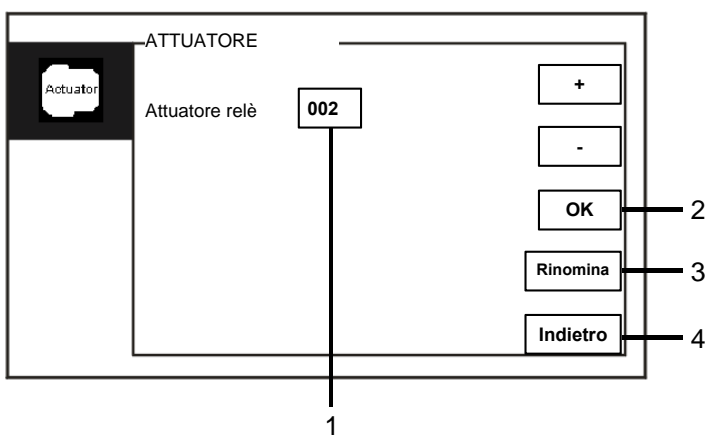 ATTUATORE
Actuator
Attuatore relè
002
+
-
OK
2
Rinomina
3
Indietro
4
1